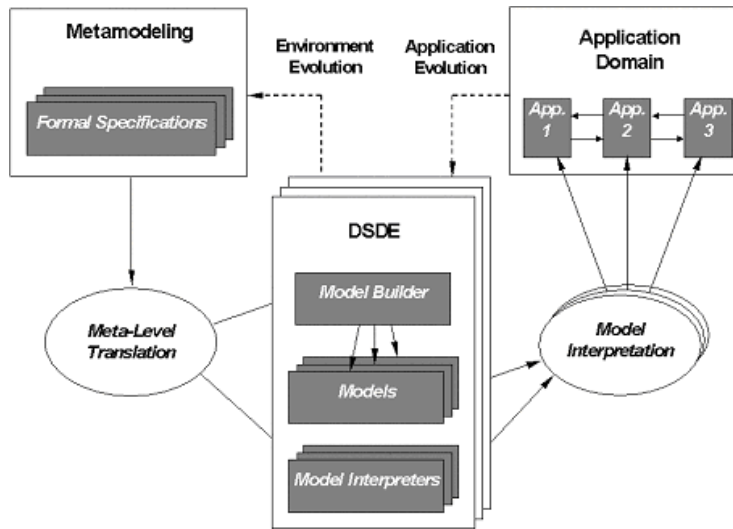 Metamodeling
Formal Specifications
Environment
Evolution
Application
Evolution
Application
Domain
App.
1
App.
2
App.
3
DSDE
Model Builder
Models
Model Interpreters
Meta-Level
Translation
Model
Interpretation